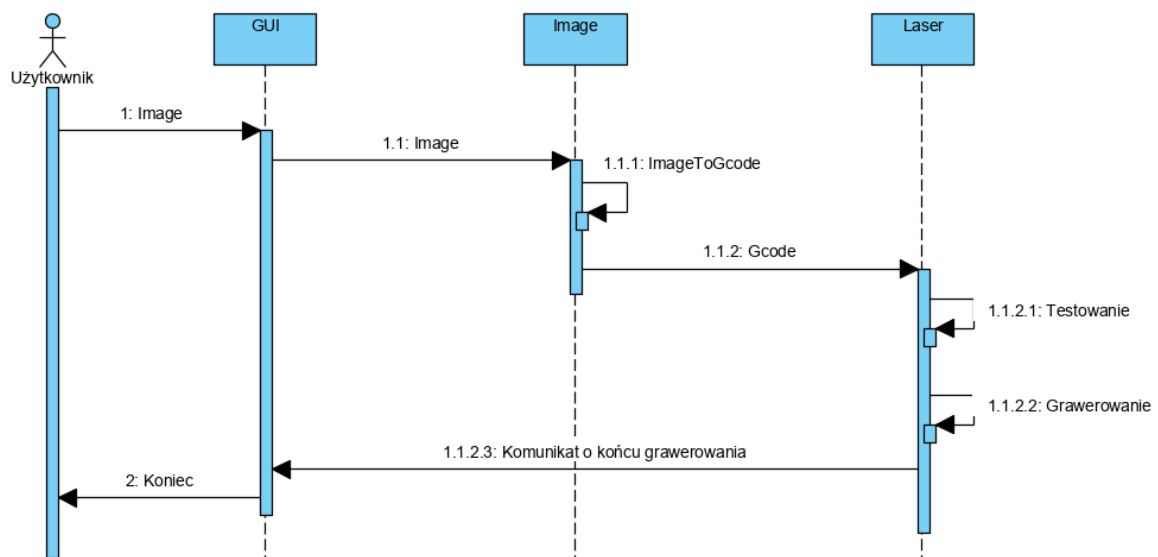 GUI
Image
Laser
Użytkownik
1: Image
1.1: Image
1.1.1: ImageToGcode
1.1.2: Gcode
1.1.2.1: Testowanie
1.1.2.2: Grawerowanie
1.1.2.3: Komunikat o końcu grawerowania
2: Koniec